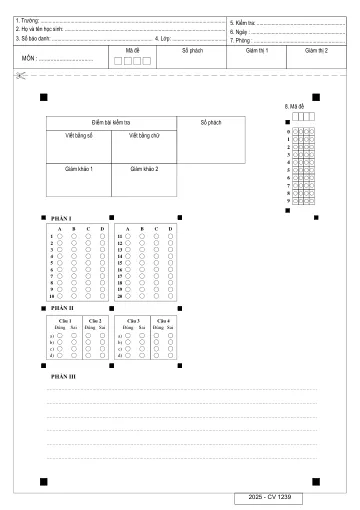 1. Trường: ......................................................................
2. Họ và tên học sinh: ......................................................................
3. Số báo danh: .................................................. 4. Lớp: ....................
5. Kiểm tra: ........................................
6. Ngày : ........................................
7. Phòng : ........................................
MÔN : ..............................
Mã đề
Số phách
Giám thị 1
Giám thị 2
8. Mã đề
0
1
2
3
4
5
6
7
8
9
Điểm bài kiểm tra
Số phách
Viết bằng số
Viết bằng chữ
Giám khảo 1
Giám khảo 2
PHẦN I
A B C D
1
2
3
4
5
6
7
8
9
10
A B C D
11
12
13
14
15
16
17
18
19
20
PHẦN II
Câu 1 Câu 2
Đúng Sai Đúng Sai
a)
b)
c)
d)
Câu 3 Câu 4
Đúng Sai Đúng Sai
a)
b)
c)
d)
PHẦN III
2025 - CV 1239